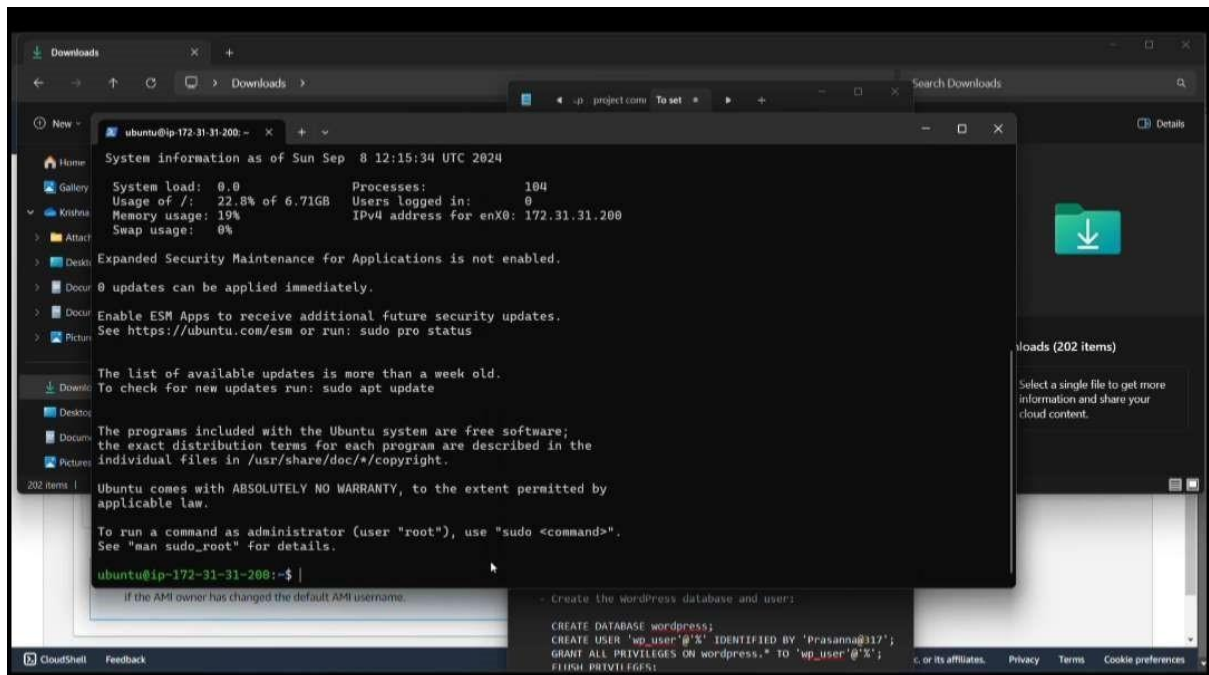 Downloads
Downloads
Search Downloads
project com
To set
New
Details
ubuntu@ip-172-31-31-200: ~
Home
Gallery
Krishna
Attach
Deskt
Docur
Docur
Picture
Downlo
Desktop
Docume
Pictures
202 items
System information as of Sun Sep  8 12:15:34 UTC 2024
System load:  0.0                Processes:             104
Usage of /:   22.8% of 6.71GB   Users logged in:       0
Memory usage: 19%                IPv4 address for enX0: 172.31.31.200
Swap usage:   0%
Expanded Security Maintenance for Applications is not enabled.
0 updates can be applied immediately.
Enable ESM Apps to receive additional future security updates.
See https://ubuntu.com/esm or run: sudo pro status
The list of available updates is more than a week old.
To check for new updates run: sudo apt update
The programs included with the Ubuntu system are free software;
the exact distribution terms for each program are described in the
individual files in /usr/share/doc/*/copyright.
Ubuntu comes with ABSOLUTELY NO WARRANTY, to the extent permitted by
applicable law.
To run a command as administrator (user "root"), use "sudo <command>".
See "man sudo_root" for details.
ubuntu@ip-172-31-31-200:~$
nloads (202 items)
Select a single file to get more
information and share your
cloud content.
if the AMI owner has changed the default AMI username.
- Create the WordPress database and user:
CREATE DATABASE wordpress;
CREATE USER 'wp_user'@'%' IDENTIFIED BY 'Prasanna@317';
GRANT ALL PRIVILEGES ON wordpress.* TO 'wp_user'@'%';
FLUSH PRIVILEGES;
CloudShell
Feedback
c. or its affiliates.
Privacy
Terms
Cookie preferences